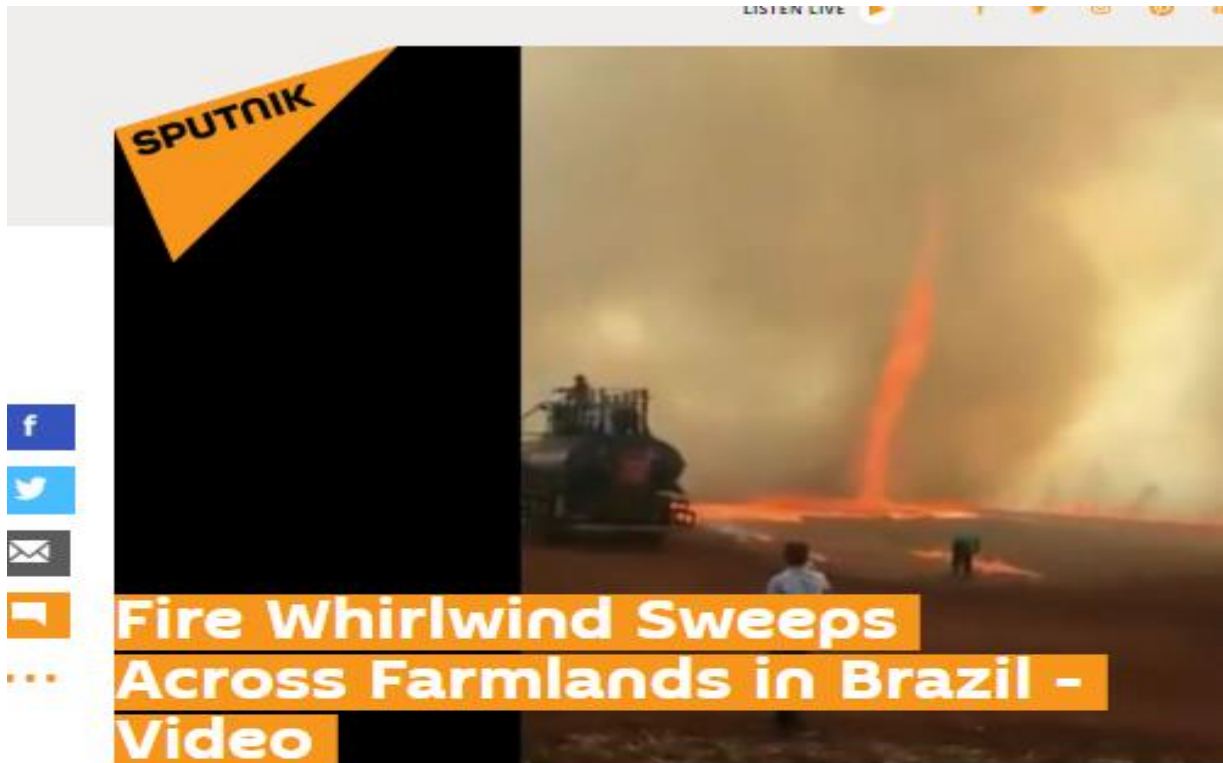 LISTEN LIVE
SPUTNIK
Fire Whirlwind Sweeps
Across Farmlands in Brazil -
Video